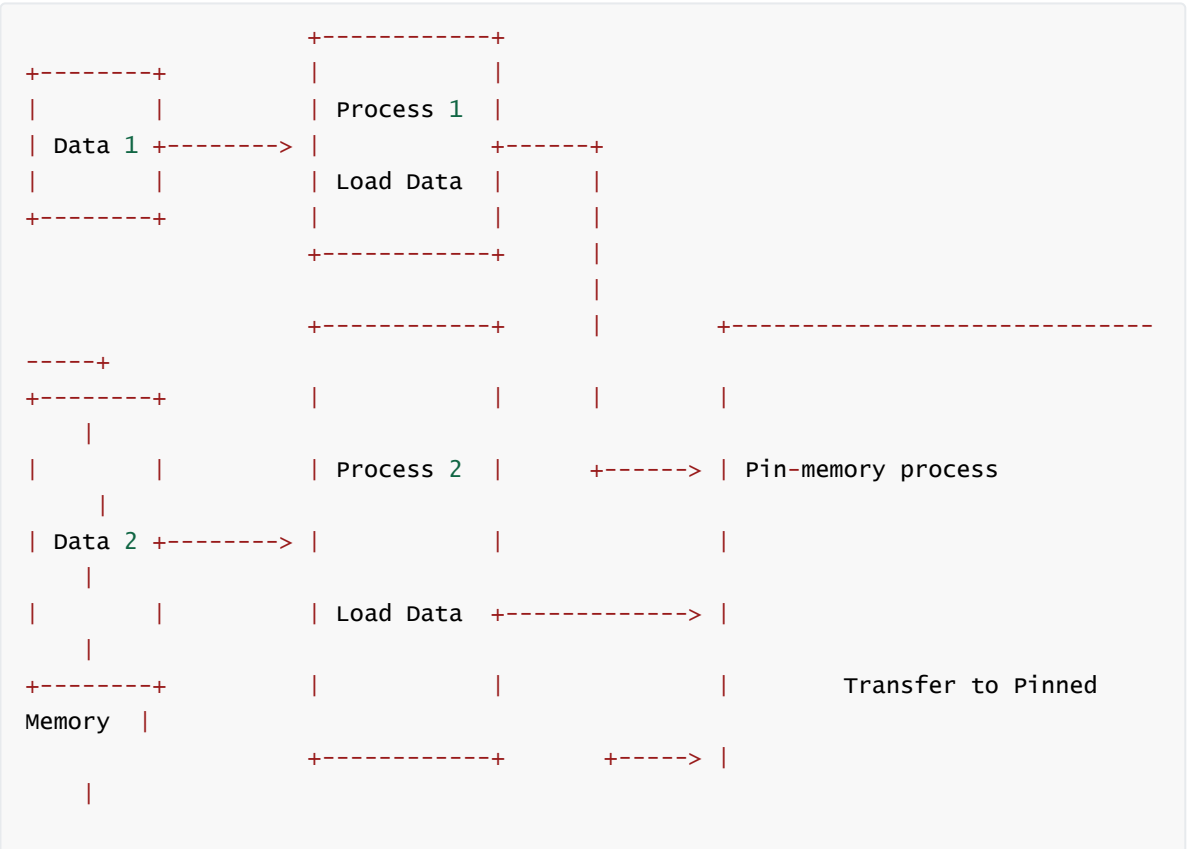 +------------+
+--------+ | |
| | | Process 1 |
| Data 1 +--------> | +------+
| | | Load Data | |
+--------+ | | |
+------------+ |
|
+------------+ | +------------------------------
-----+
+--------+ | | | |
|
| | | Process 2 | +------> | Pin-memory process
|
| Data 2 +--------> | | |
|
| | | Load Data +-------------> |
|
+--------+ | | | Transfer to Pinned
Memory |
+------------+ +-----> |
|